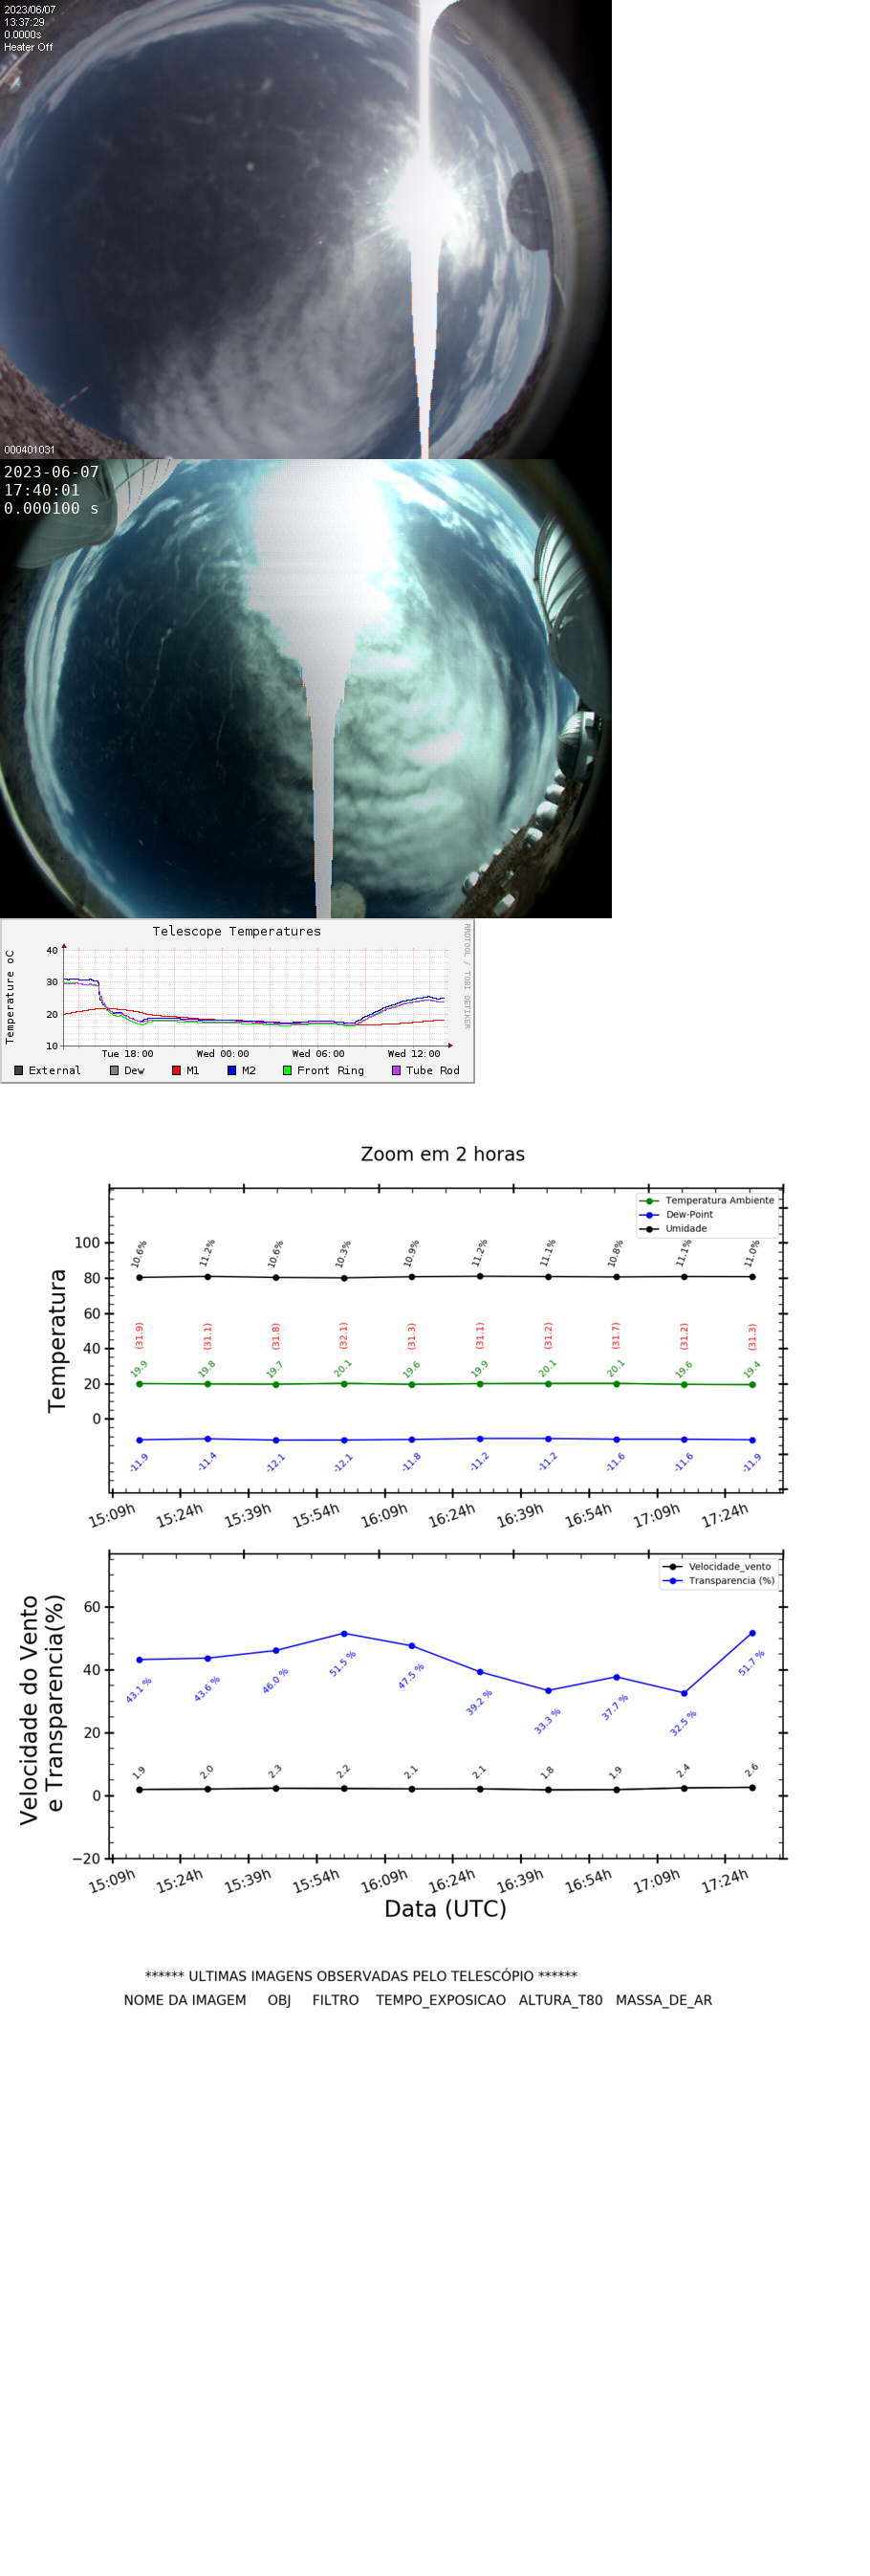 2023/06/07
13:37:29
0.0000s
Heater Off
000401031
2023-06-07
17:40:01
0.000100 s
Telescope Temperatures
RRDTOOL / TOBI OETIKER
Temperature oC
40
30
20
10
Tue 18:00 Wed 00:00 Wed 06:00 Wed 12:00
External Dew M1 M2 Front Ring Tube Rod
Zoom em 2 horas
Temperatura Ambiente
Dew-Point
Umidade
Temperatura
100
80
60
40
20
0
10.6% 11.2% 10.6% 10.3% 10.9% 11.2% 11.1% 10.8% 11.1% 11.0%
(31.9) (31.1) (31.8) (32.1) (31.3) (31.1) (31.2) (31.7) (31.2) (31.3)
19.9 19.8 19.7 20.1 19.6 19.9 20.1 20.1 19.6 19.4
-11.9 -11.4 -12.1 -12.1 -11.8 -11.2 -11.2 -11.6 -11.6 -11.9
15:09h 15:24h 15:39h 15:54h 16:09h 16:24h 16:39h 16:54h 17:09h 17:24h
Velocidade_vento
Transparencia (%)
Velocidade do Vento
e Transparencia(%)
60
40
20
0
−20
43.1 % 43.6 % 46.0 % 51.5 % 47.5 % 39.2 % 33.3 % 37.7 % 32.5 % 51.7 %
1.9 2.0 2.3 2.2 2.1 2.1 1.8 1.9 2.4 2.6
15:09h 15:24h 15:39h 15:54h 16:09h 16:24h 16:39h 16:54h 17:09h 17:24h
Data (UTC)
****** ULTIMAS IMAGENS OBSERVADAS PELO TELESCÓPIO ******
NOME DA IMAGEM OBJ FILTRO TEMPO_EXPOSICAO ALTURA_T80 MASSA_DE_AR